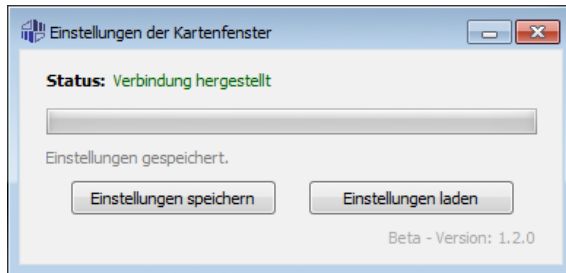 Einstellungen der Kartenfenster
Status: Verbindung hergestellt
Einstellungen gespeichert.
Einstellungen speichern Einstellungen laden
Beta - Version: 1.2.0